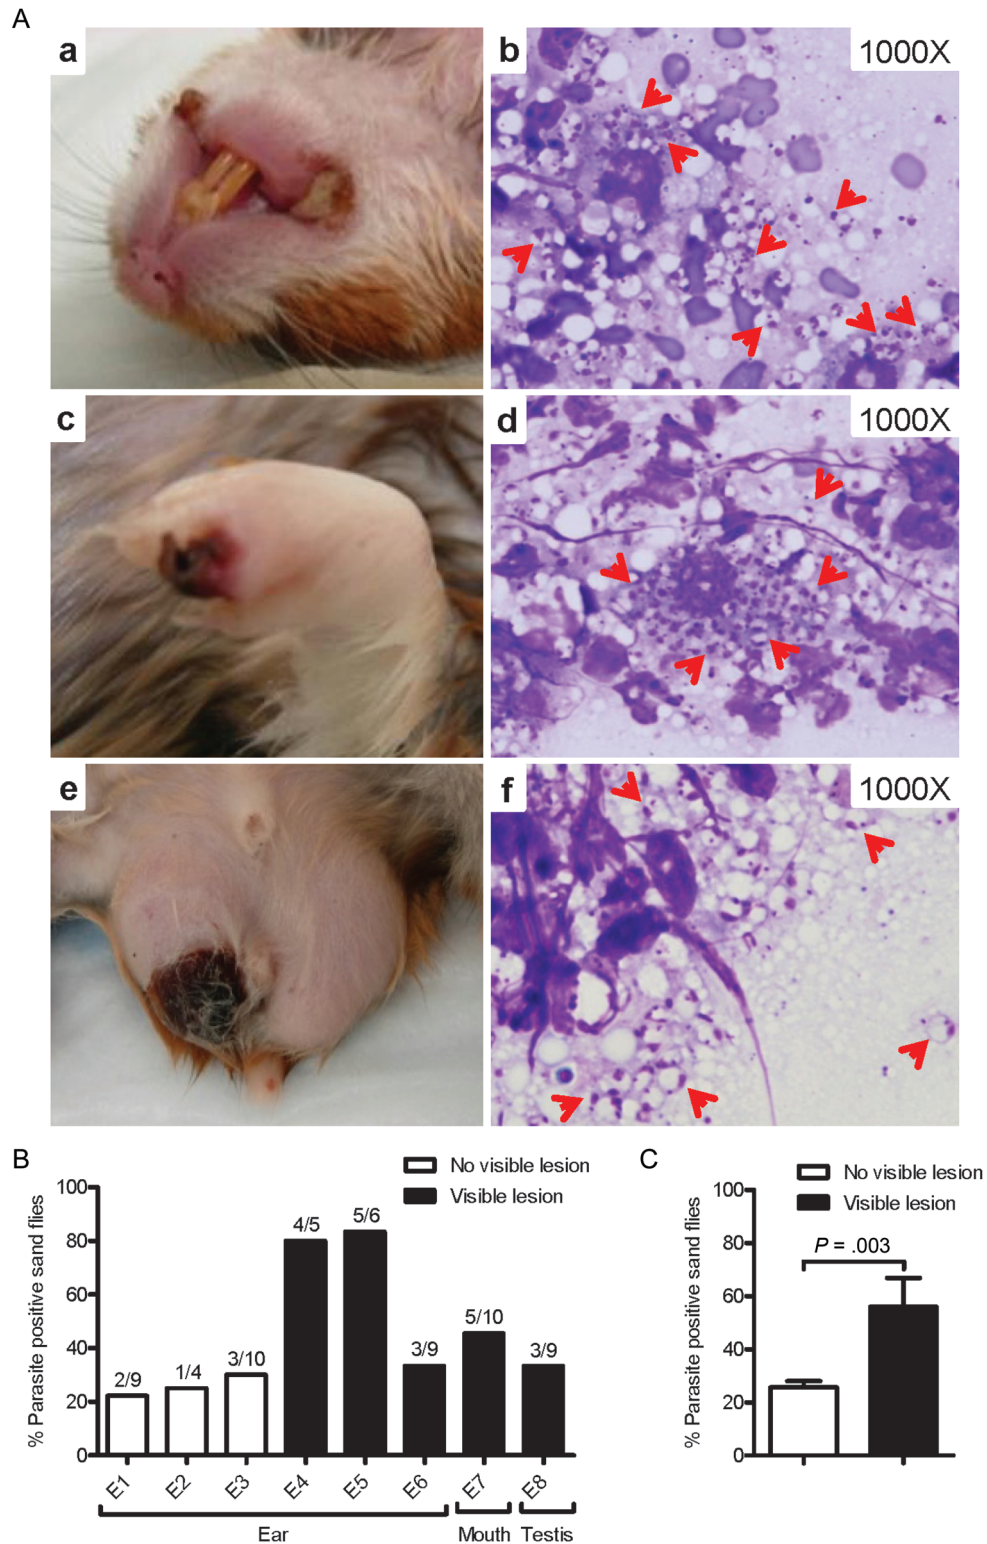 A
a
b
1000X
c
d
1000X
e
f
1000X
B
No visible lesion
Visible lesion
% Parasite positive sand flies
100
80
60
40
20
0
2/9
1/4
3/10
4/5
5/6
3/9
5/10
3/9
E1
E2
E3
E4
E5
E6
E7
E8
Ear
Mouth
Testis
C
No visible lesion
Visible lesion
% Parasite positive sand flies
100
80
60
40
20
0
P = .003